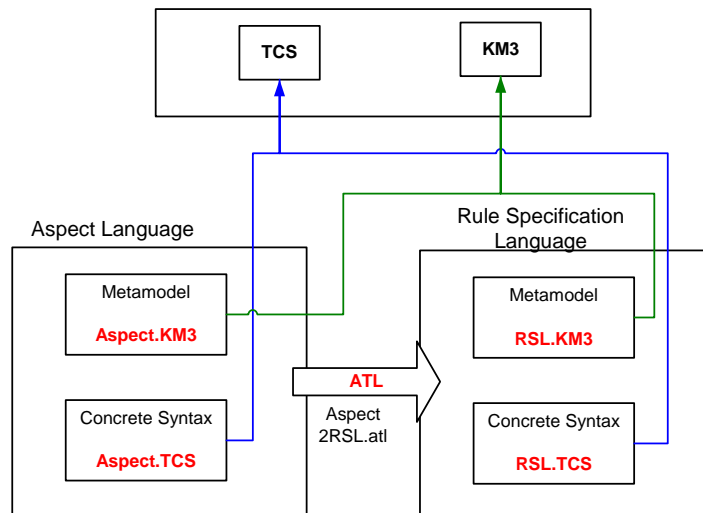 TCS
KM3
Aspect Language
Rule Specification
Language
Metamodel
Aspect.KM3
Metamodel
RSL.KM3
ATL
Aspect
2RSL.atl
Concrete Syntax
Aspect.TCS
Concrete Syntax
RSL.TCS